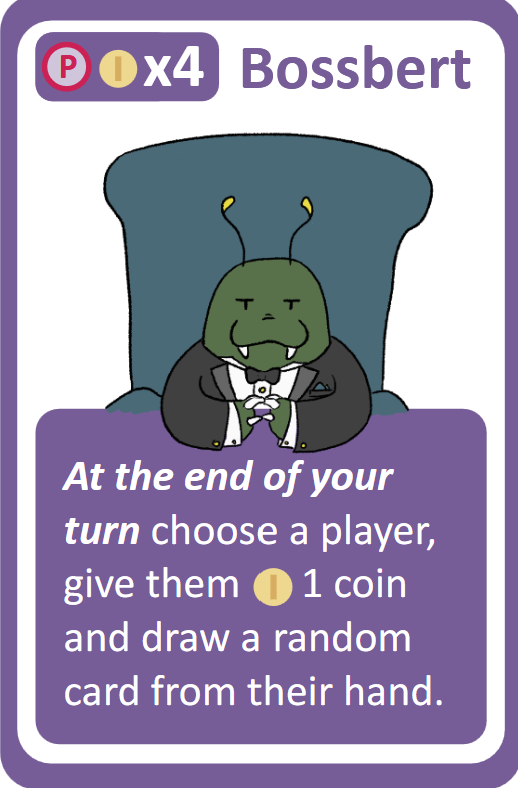 P I x4 Bossbert
At the end of your
turn choose a player,
give them I 1 coin
and draw a random
card from their hand.